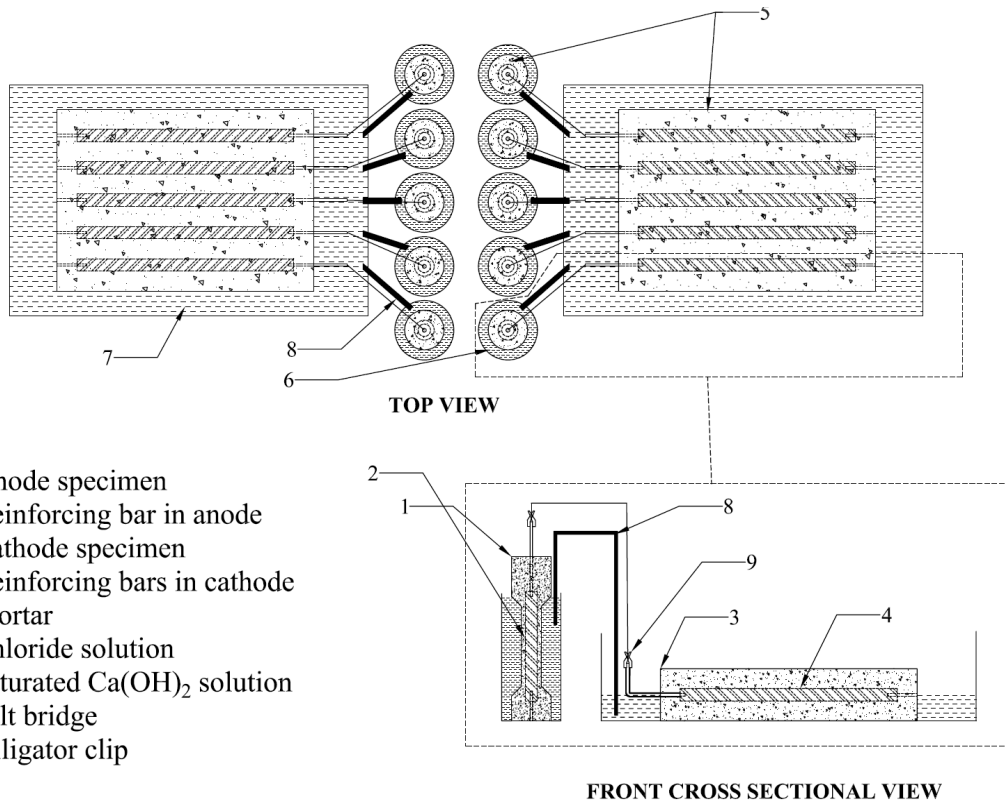 5
8
7
6
TOP VIEW
node specimen
einforcing bar in anode
athode specimen
einforcing bars in cathode
ortar
hloride solution
turated Ca(OH)₂ solution
lt bridge
lligator clip
2
1
8
9
3
4
FRONT CROSS SECTIONAL VIEW